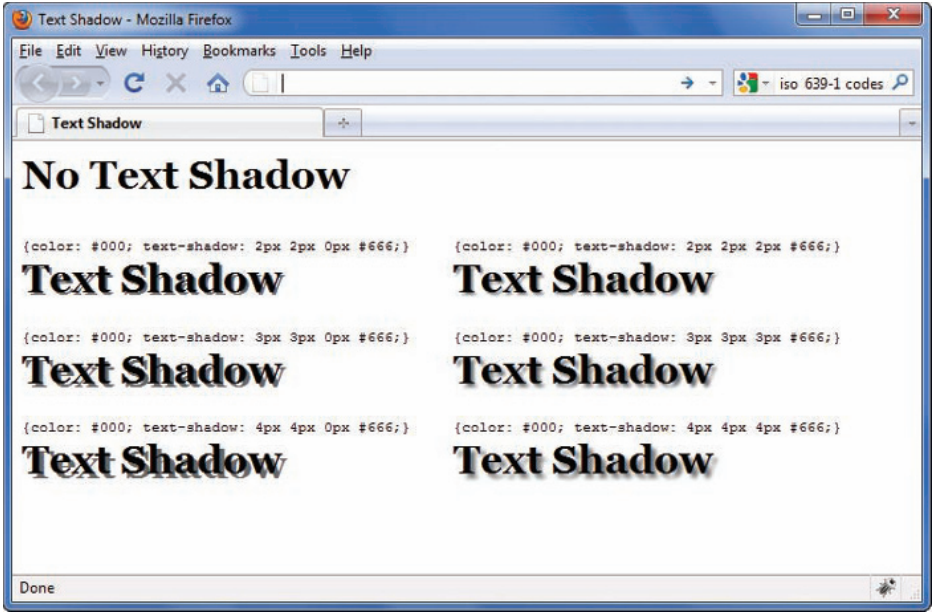 Text Shadow - Mozilla Firefox
File Edit View History Bookmarks Tools Help
iso 639-1 codes
Text Shadow
No Text Shadow
{color: #000; text-shadow: 2px 2px 0px #666;} {color: #000; text-shadow: 2px 2px 2px #666;}
Text Shadow Text Shadow
{color: #000; text-shadow: 3px 3px 0px #666;} {color: #000; text-shadow: 3px 3px 3px #666;}
Text Shadow Text Shadow
{color: #000; text-shadow: 4px 4px 0px #666;} {color: #000; text-shadow: 4px 4px 4px #666;}
Text Shadow Text Shadow
Done